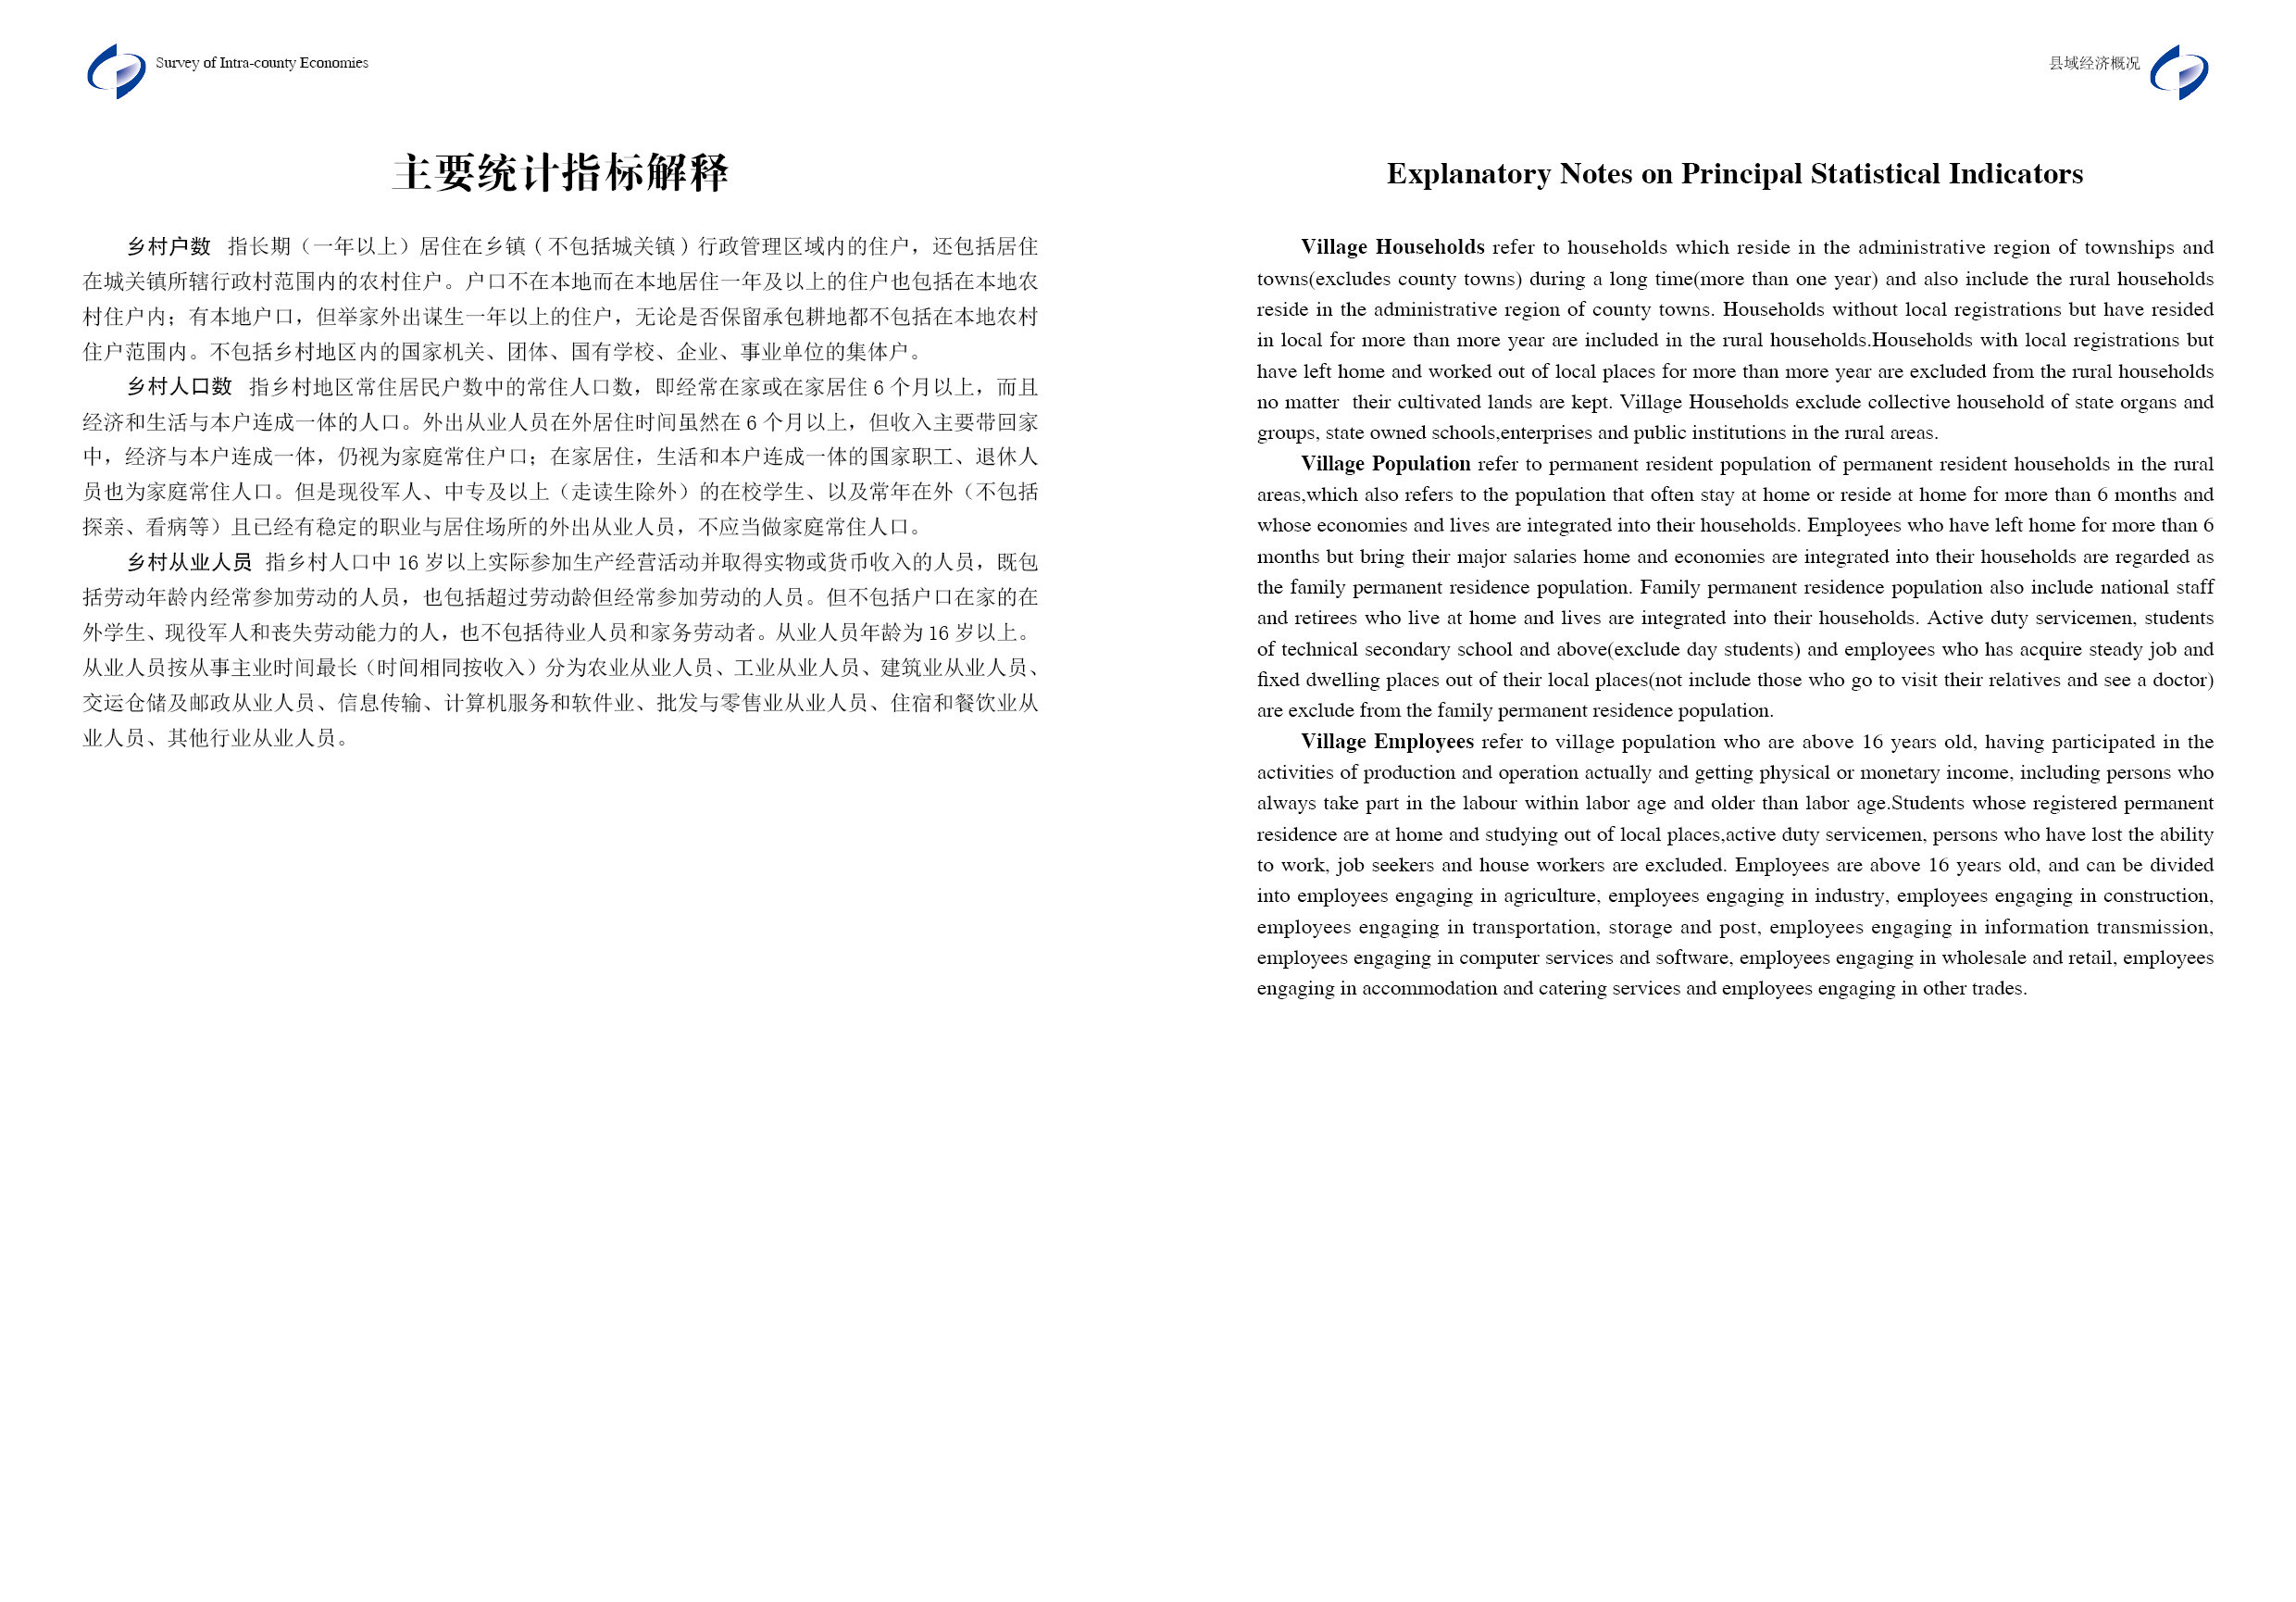 Survey of Intra-county Economies
主要统计指标解释
乡村户数 指长期（一年以上）居住在乡镇（不包括城关镇）行政管理区域内的住户，还包括居住
在城关镇所辖行政村范围内的农村住户。户口不在本地而在本地居住一年及以上的住户也包括在本地农
村住户内；有本地户口，但举家外出谋生一年以上的住户，无论是否保留承包耕地都不包括在本地农村
住户范围内。不包括乡村地区内的国家机关、团体、国有学校、企业、事业单位的集体户。
乡村人口数 指乡村地区常住居民户数中的常住人口数，即经常在家或在家居住 6 个月以上，而且
经济和生活与本户连成一体的人口。外出从业人员在外居住时间虽然在 6 个月以上，但收入主要带回家
中，经济与本户连成一体，仍视为家庭常住户口；在家居住，生活和本户连成一体的国家职工、退休人
员也为家庭常住人口。但是现役军人、中专及以上（走读生除外）的在校学生、以及常年在外（不包括
探亲、看病等）且已经有稳定的职业与居住场所的外出从业人员，不应当做家庭常住人口。
乡村从业人员 指乡村人口中 16 岁以上实际参加生产经营活动并取得实物或货币收入的人员，既包
括劳动年龄内经常参加劳动的人员，也包括超过劳动龄但经常参加劳动的人员。但不包括户口在家的在
外学生、现役军人和丧失劳动能力的人，也不包括待业人员和家务劳动者。从业人员年龄为 16 岁以上。
从业人员按从事主业时间最长（时间相同按收入）分为农业从业人员、工业从业人员、建筑业从业人员、
交运仓储及邮政从业人员、信息传输、计算机服务和软件业、批发与零售业从业人员、住宿和餐饮业从
业人员、其他行业从业人员。
县域经济概况
Explanatory Notes on Principal Statistical Indicators
Village Households refer to households which reside in the administrative region of townships and
towns(excludes county towns) during a long time(more than one year) and also include the rural households
reside in the administrative region of county towns. Households without local registrations but have resided
in local for more than more year are included in the rural households.Households with local registrations but
have left home and worked out of local places for more than more year are excluded from the rural households
no matter their cultivated lands are kept. Village Households exclude collective household of state organs and
groups, state owned schools,enterprises and public institutions in the rural areas.
Village Population refer to permanent resident population of permanent resident households in the rural
areas,which also refers to the population that often stay at home or reside at home for more than 6 months and
whose economies and lives are integrated into their households. Employees who have left home for more than 6
months but bring their major salaries home and economies are integrated into their households are regarded as
the family permanent residence population. Family permanent residence population also include national staff
and retirees who live at home and lives are integrated into their households. Active duty servicemen, students
of technical secondary school and above(exclude day students) and employees who has acquire steady job and
fixed dwelling places out of their local places(not include those who go to visit their relatives and see a doctor)
are exclude from the family permanent residence population.
Village Employees refer to village population who are above 16 years old, having participated in the
activities of production and operation actually and getting physical or monetary income, including persons who
always take part in the labour within labor age and older than labor age.Students whose registered permanent
residence are at home and studying out of local places,active duty servicemen, persons who have lost the ability
to work, job seekers and house workers are excluded. Employees are above 16 years old, and can be divided
into employees engaging in agriculture, employees engaging in industry, employees engaging in construction,
employees engaging in transportation, storage and post, employees engaging in information transmission,
employees engaging in computer services and software, employees engaging in wholesale and retail, employees
engaging in accommodation and catering services and employees engaging in other trades.